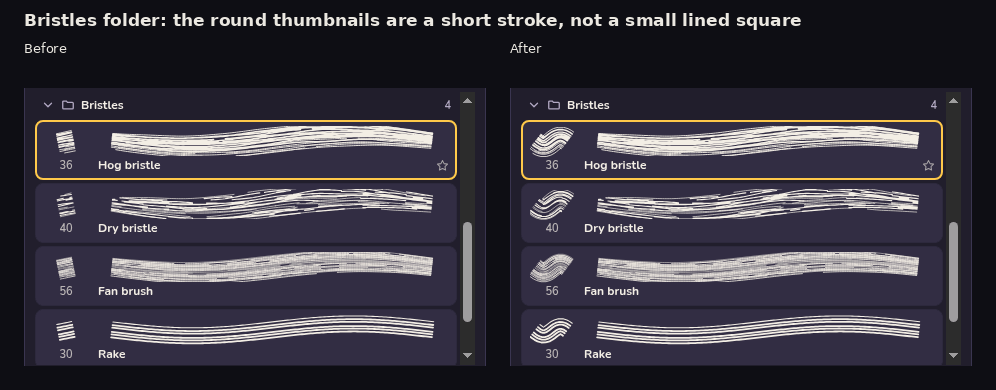 Bristles folder: the round thumbnails are a short stroke, not a small lined square
Before
Bristles 4
36 Hog bristle
40 Dry bristle
56 Fan brush
30 Rake
After
Bristles 4
36 Hog bristle
40 Dry bristle
56 Fan brush
30 Rake